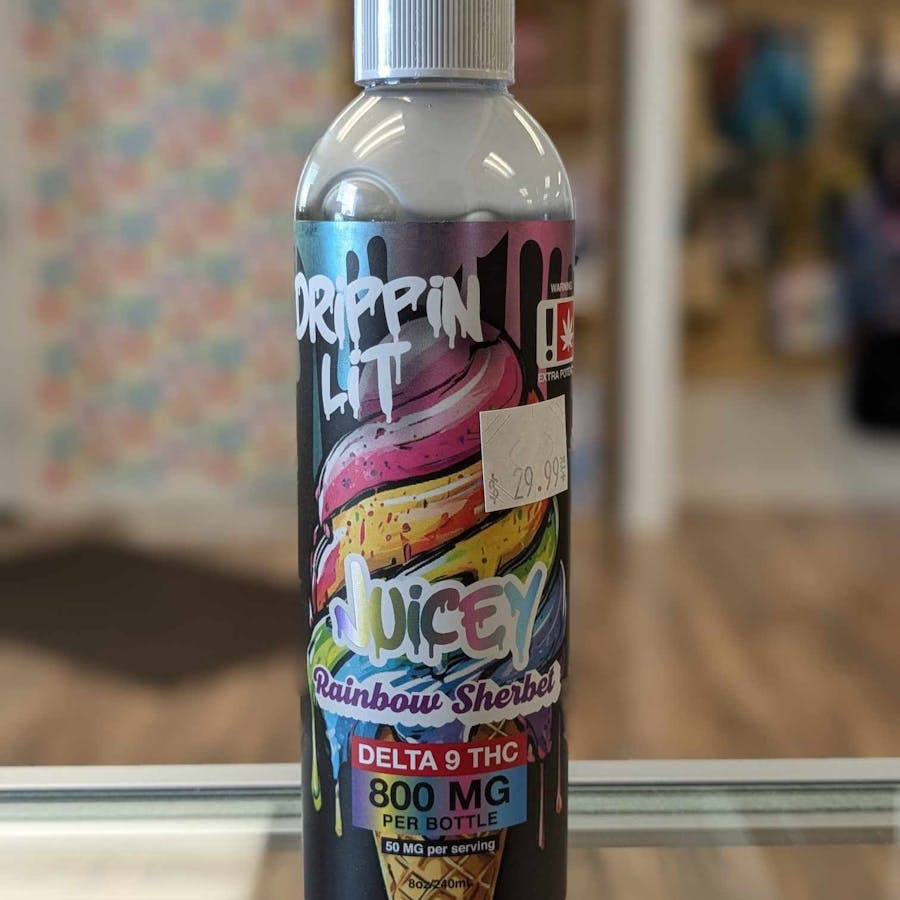 DRiPPiN
LiT
WARNING
!
EXTRA POTENT
29.99
JUiCEY
Rainbow Sherbet
DELTA 9 THC
800 MG
PER BOTTLE
50 MG per serving
8oz/240mL